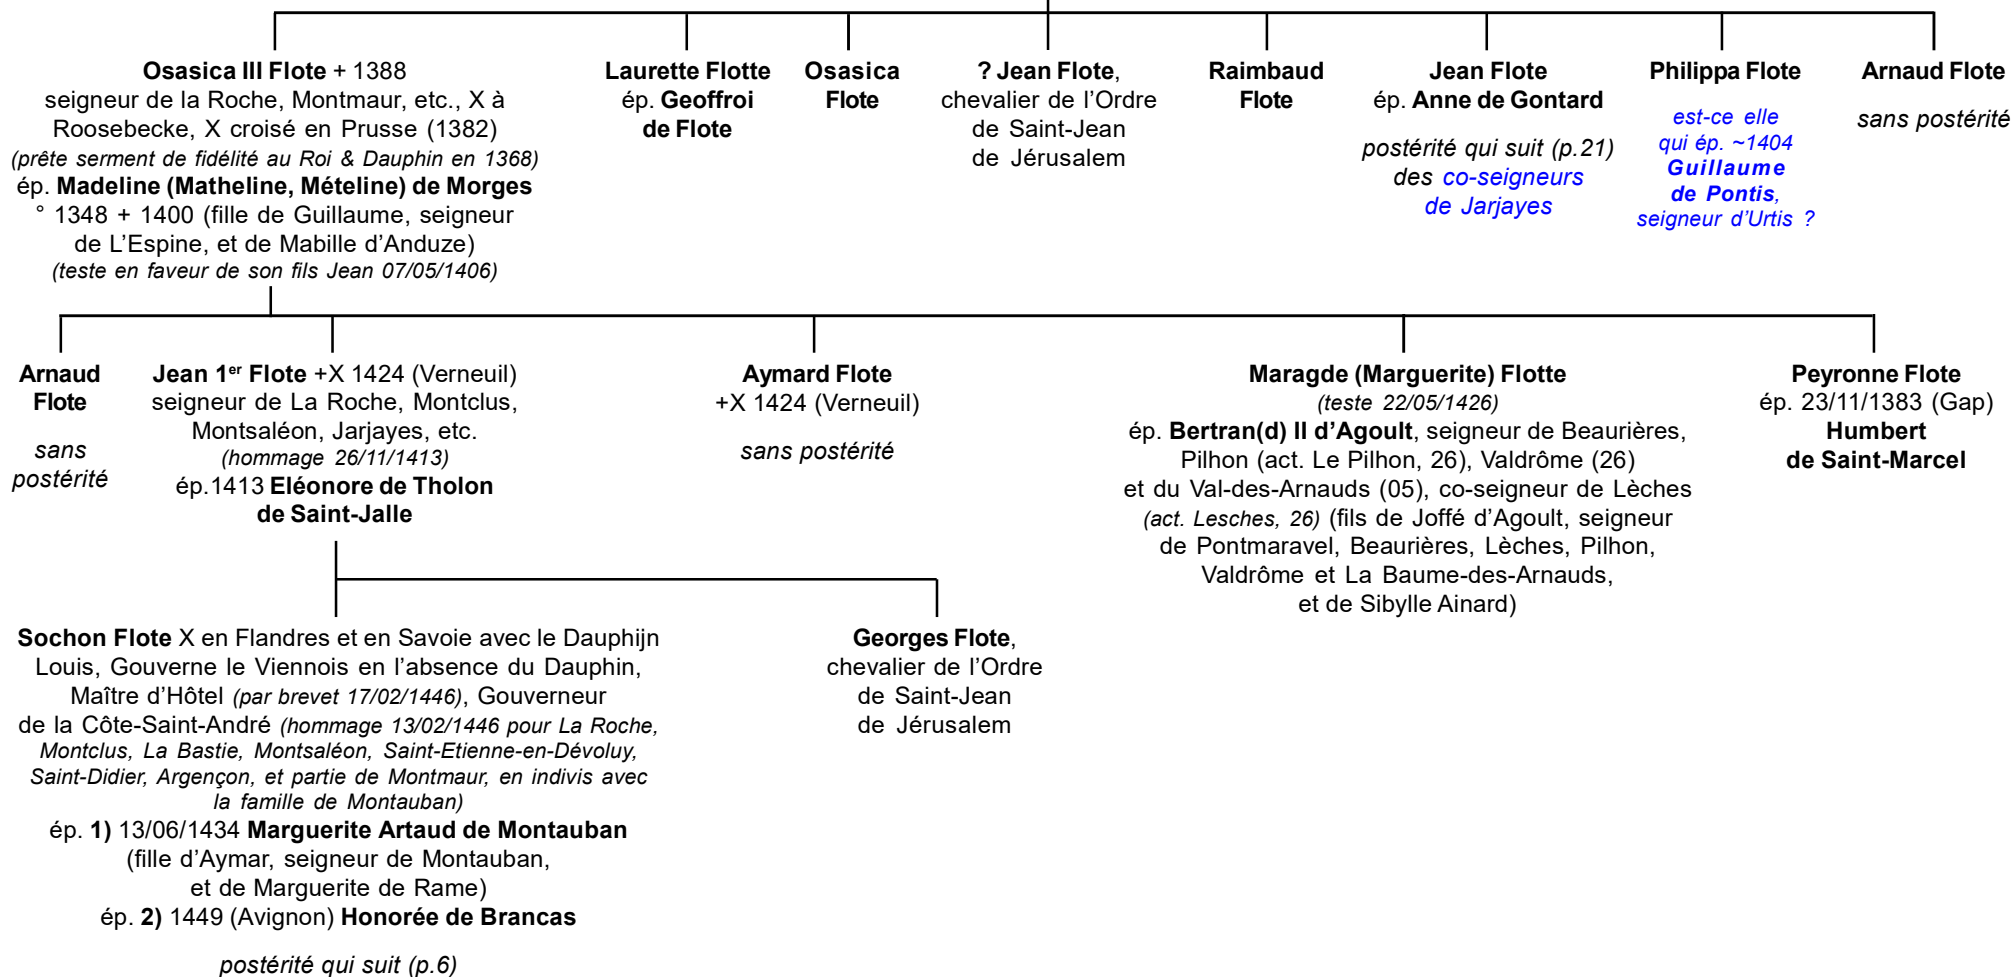 Osasica III Flote + 1388
seigneur de la Roche, Montmaur, etc., X à
Roosebecke, X croisé en Prusse (1382)
(prête serment de fidélité au Roi & Dauphin en 1368)
ép. Madeline (Matheline, Mételine) de Morges
° 1348 + 1400 (fille de Guillaume, seigneur
de L'Espine, et de Mabille d'Anduze)
(teste en faveur de son fils Jean 07/05/1406)
Laurette Flotte
ép. Geoffroi
de Flote
Osasica
Flote
? Jean Flote,
chevalier de l'Ordre
de Saint-Jean
de Jérusalem
Raimbaud
Flote
Jean Flote
ép. Anne de Gontard
postérité qui suit (p.21)
des co-seigneurs
de Jarjayes
Philippa Flote
est-ce elle
qui ép. ~1404
Guillaume
de Pontis,
seigneur d'Urtis ?
Arnaud Flote
sans postérité
Arnaud
Flote
sans
postérité
Jean 1er Flote +X 1424 (Verneuil)
seigneur de La Roche, Montclus,
Montsaléon, Jarjayes, etc.
(hommage 26/11/1413)
ép.1413 Eléonore de Tholon
de Saint-Jalle
Aymard Flote
+X 1424 (Verneuil)
sans postérité
Maragde (Marguerite) Flotte
(teste 22/05/1426)
ép. Bertran(d) II d'Agoult, seigneur de Beaurières,
Pilhon (act. Le Pilhon, 26), Valdrôme (26)
et du Val-des-Arnauds (05), co-seigneur de Lèches
(act. Lesches, 26) (fils de Joffé d'Agoult, seigneur
de Pontmaravel, Beaurières, Lèches, Pilhon,
Valdrôme et La Baume-des-Arnauds,
et de Sibylle Ainard)
Peyronne Flote
ép. 23/11/1383 (Gap)
Humbert
de Saint-Marcel
Sochon Flote X en Flandres et en Savoie avec le Dauphijn
Louis, Gouverne le Viennois en l'absence du Dauphin,
Maître d'Hôtel (par brevet 17/02/1446), Gouverneur
de la Côte-Saint-André (hommage 13/02/1446 pour La Roche,
Montclus, La Bastie, Montsaléon, Saint-Etienne-en-Dévoluy,
Saint-Didier, Argençon, et partie de Montmaur, en indivis avec
la famille de Montauban)
ép. 1) 13/06/1434 Marguerite Artaud de Montauban
(fille d'Aymar, seigneur de Montauban,
et de Marguerite de Rame)
ép. 2) 1449 (Avignon) Honorée de Brancas
postérité qui suit (p.6)
Georges Flote,
chevalier de l'Ordre
de Saint-Jean
de Jérusalem